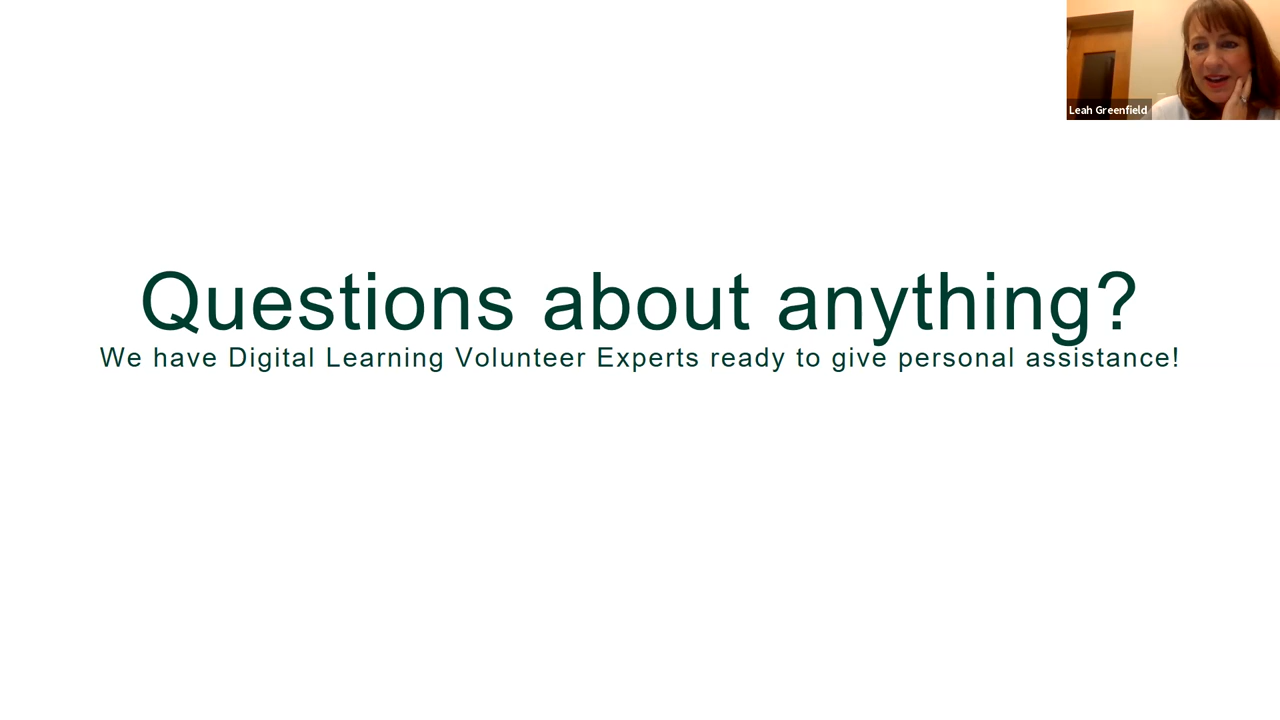 Leah Greenfield
Questions about anything?
We have Digital Learning Volunteer Experts ready to give personal assistance!